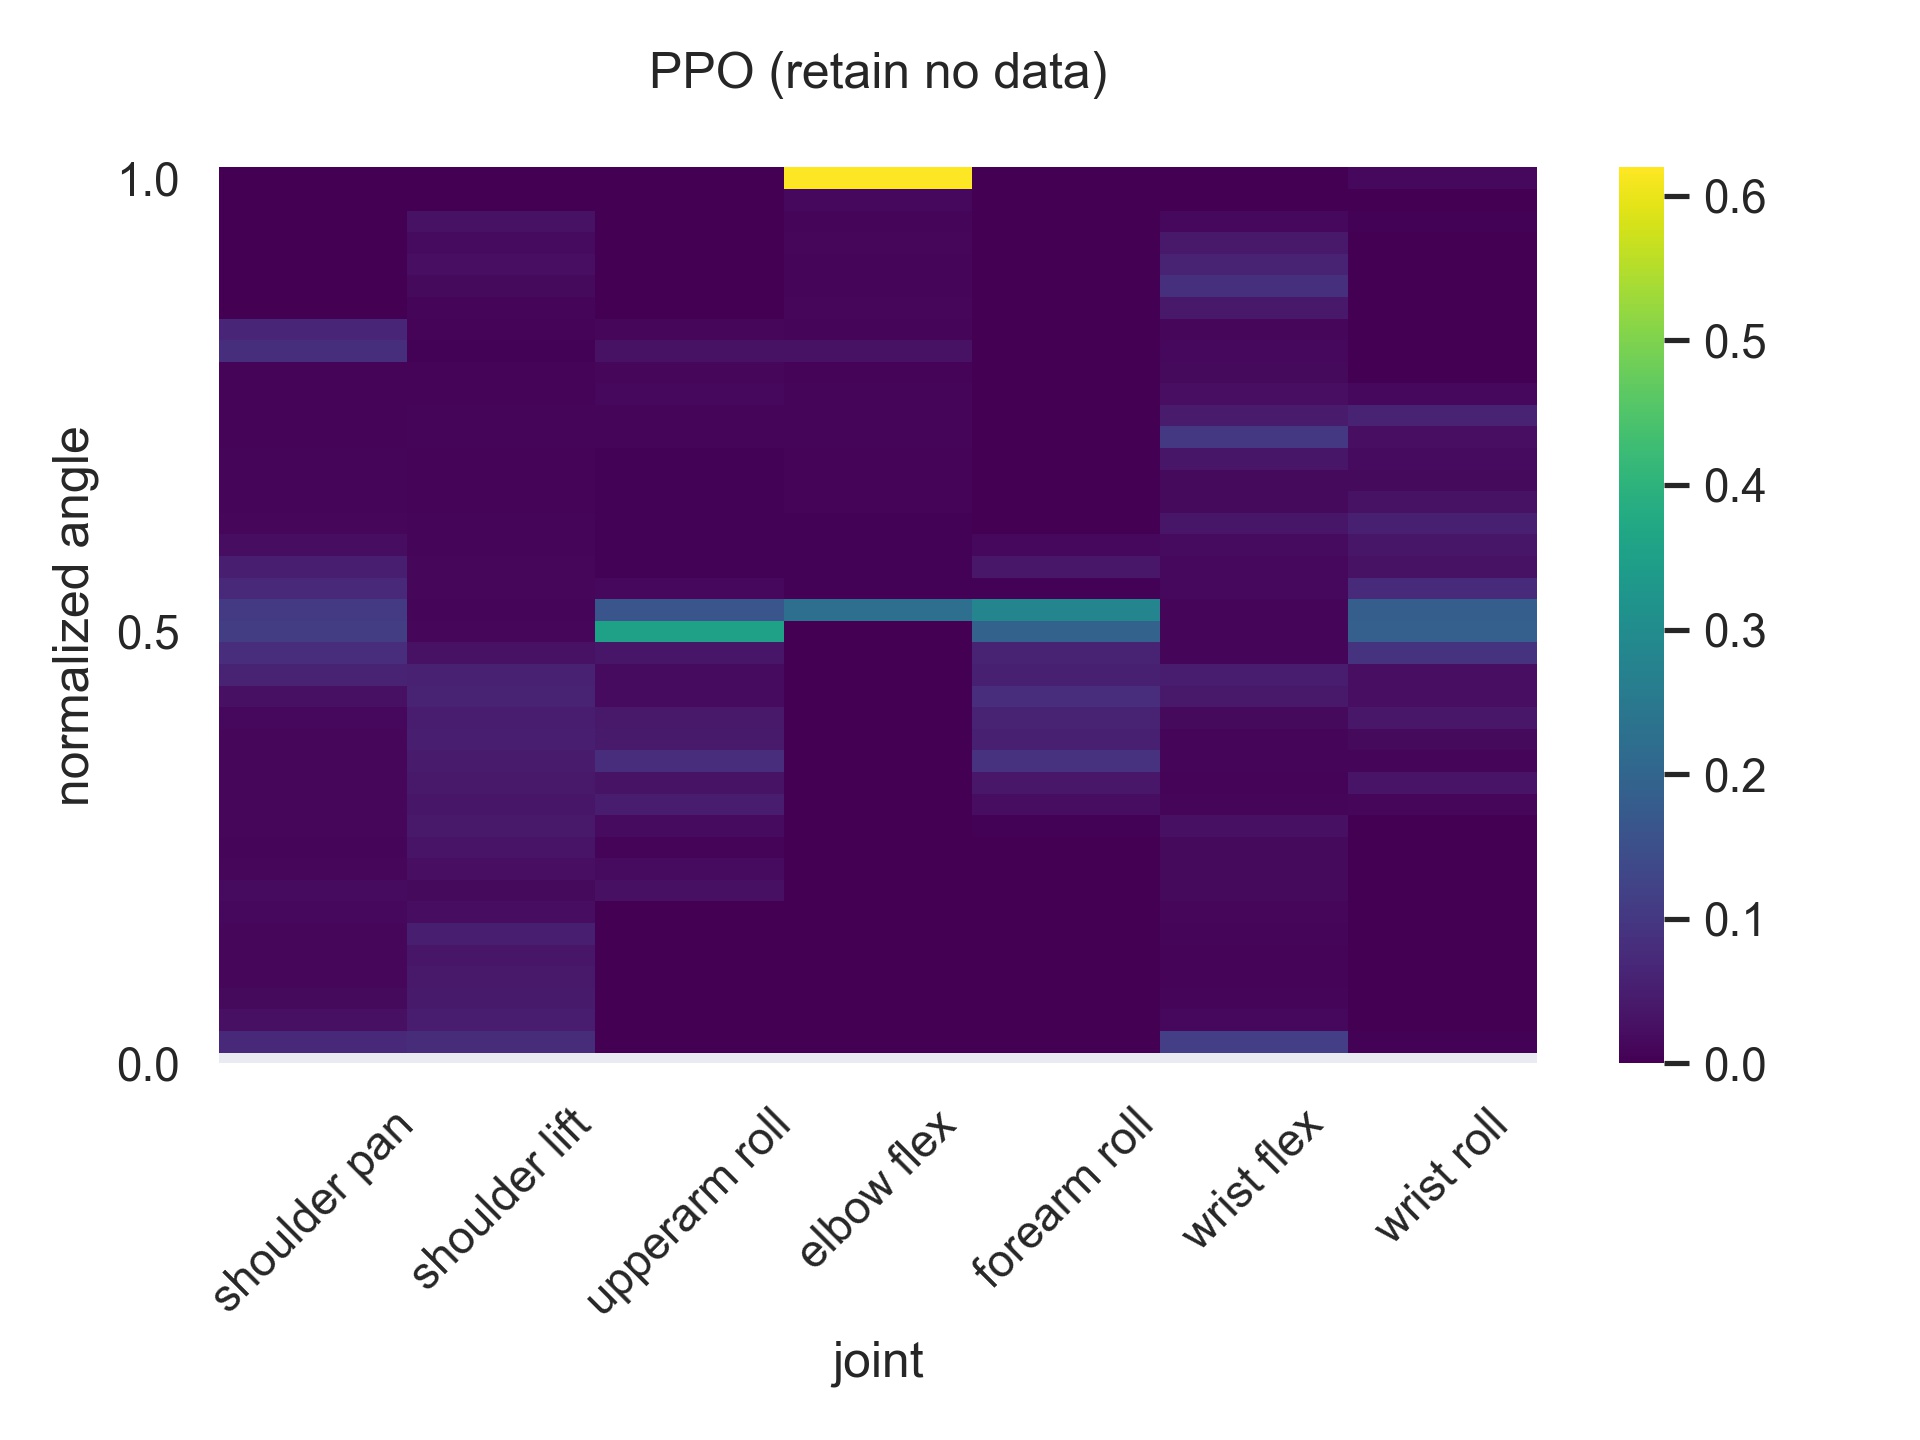 PPO (retain no data)
1.0
0.5
0.0
normalized angle
shoulder pan
shoulder lift
upperarm roll
elbow flex
forearm roll
wrist flex
wrist roll
joint
0.6
0.5
0.4
0.3
0.2
0.1
0.0